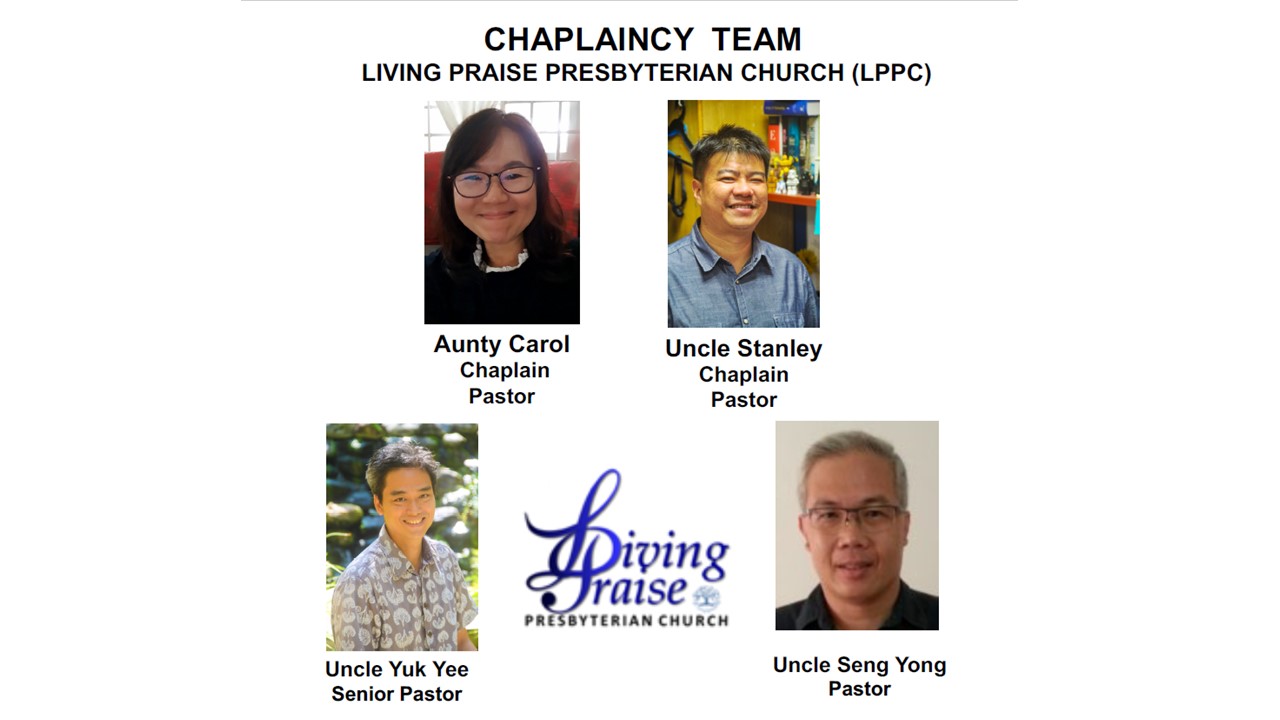 CHAPLAINCY TEAM
LIVING PRAISE PRESBYTERIAN CHURCH (LPPC)
Aunty Carol
Chaplain
Pastor
Uncle Stanley
Chaplain
Pastor
Living
Praise
PRESBYTERIAN CHURCH
Uncle Yuk Yee
Senior Pastor
Uncle Seng Yong
Pastor